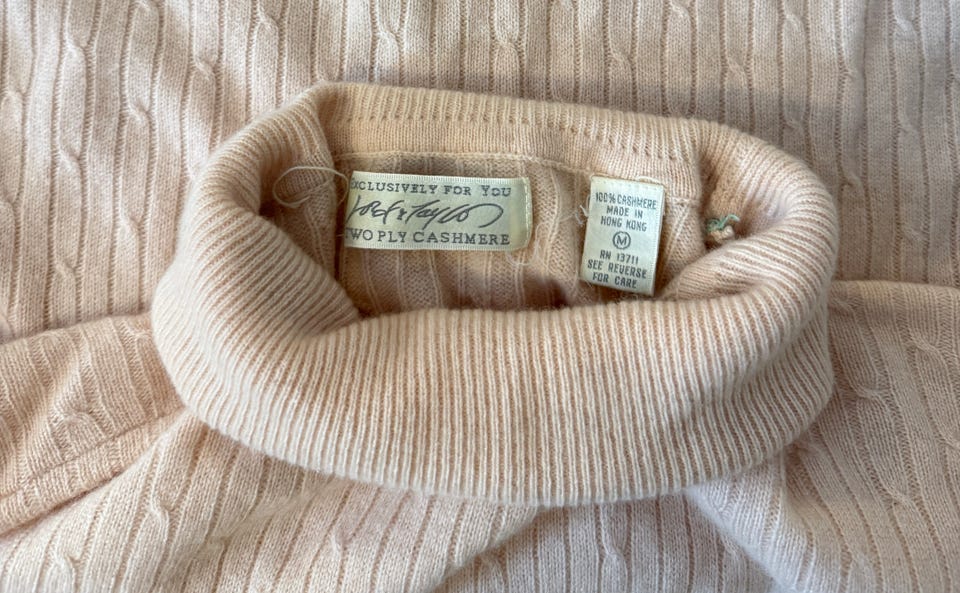 EXCLUSIVELY FOR YOU
Lord & Taylor
TWO PLY CASHMERE
100% CASHMERE
MADE IN
HONG KONG
M
RN 13711
SEE REVERSE
FOR CARE